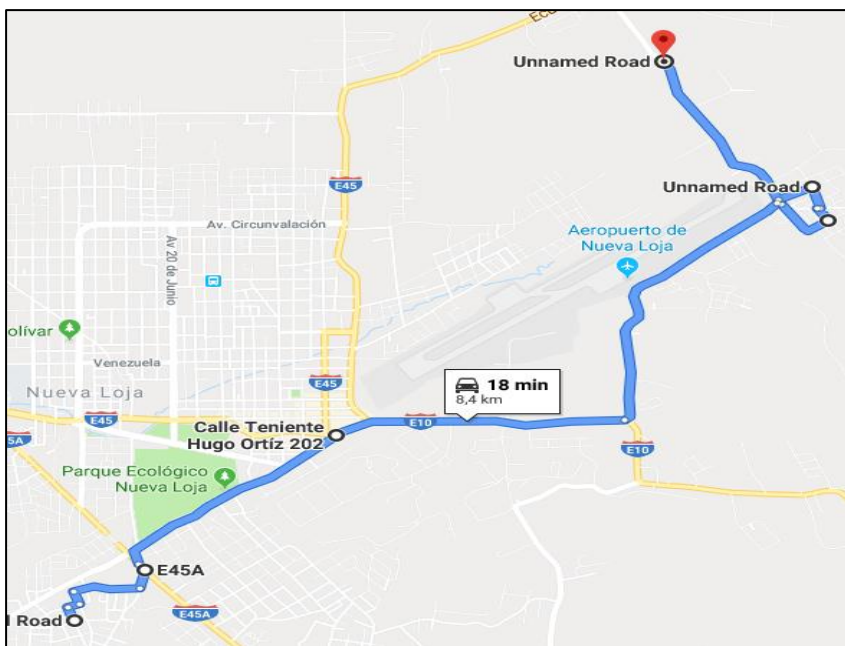 Eco
Unnamed Road
E45
Unnamed Road
Av. Circunvalación
Av 20 de Junio
Aeropuerto de
Nueva Loja
olívar
Venezuela
Nueva Loja
E45
18 min
8,4 km
E45
E45A
Calle Teniente
Hugo Ortíz 202
E10
E10
Parque Ecológico
Nueva Loja
E45A
E45A
l Road